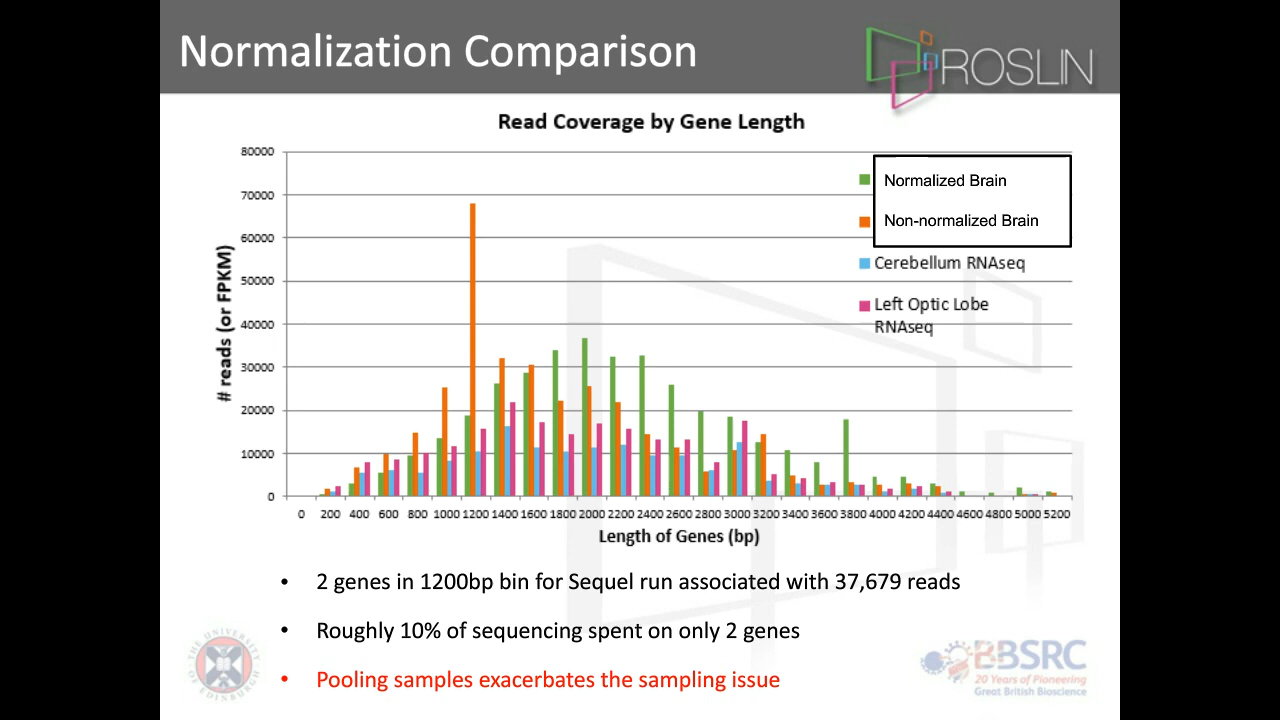 Normalization Comparison
ROSLIN
Read Coverage by Gene Length
80000
70000
60000
50000
40000
30000
20000
10000
0
# reads (or FPKM)
Normalized Brain
Non-normalized Brain
Cerebellum RNAseq
Left Optic Lobe
RNAseq
0 200 400 600 800 1000 1200 1400 1600 1800 2000 2200 2400 2600 2800 3000 3200 3400 3600 3800 4000 4200 4400 4600 4800 5000 5200
Length of Genes (bp)
• 2 genes in 1200bp bin for Sequel run associated with 37,679 reads
• Roughly 10% of sequencing spent on only 2 genes
• Pooling samples exacerbates the sampling issue
THE UNIVERSITY OF EDINBURGH
BBSRC
20 Years of Pioneering
Great British Bioscience